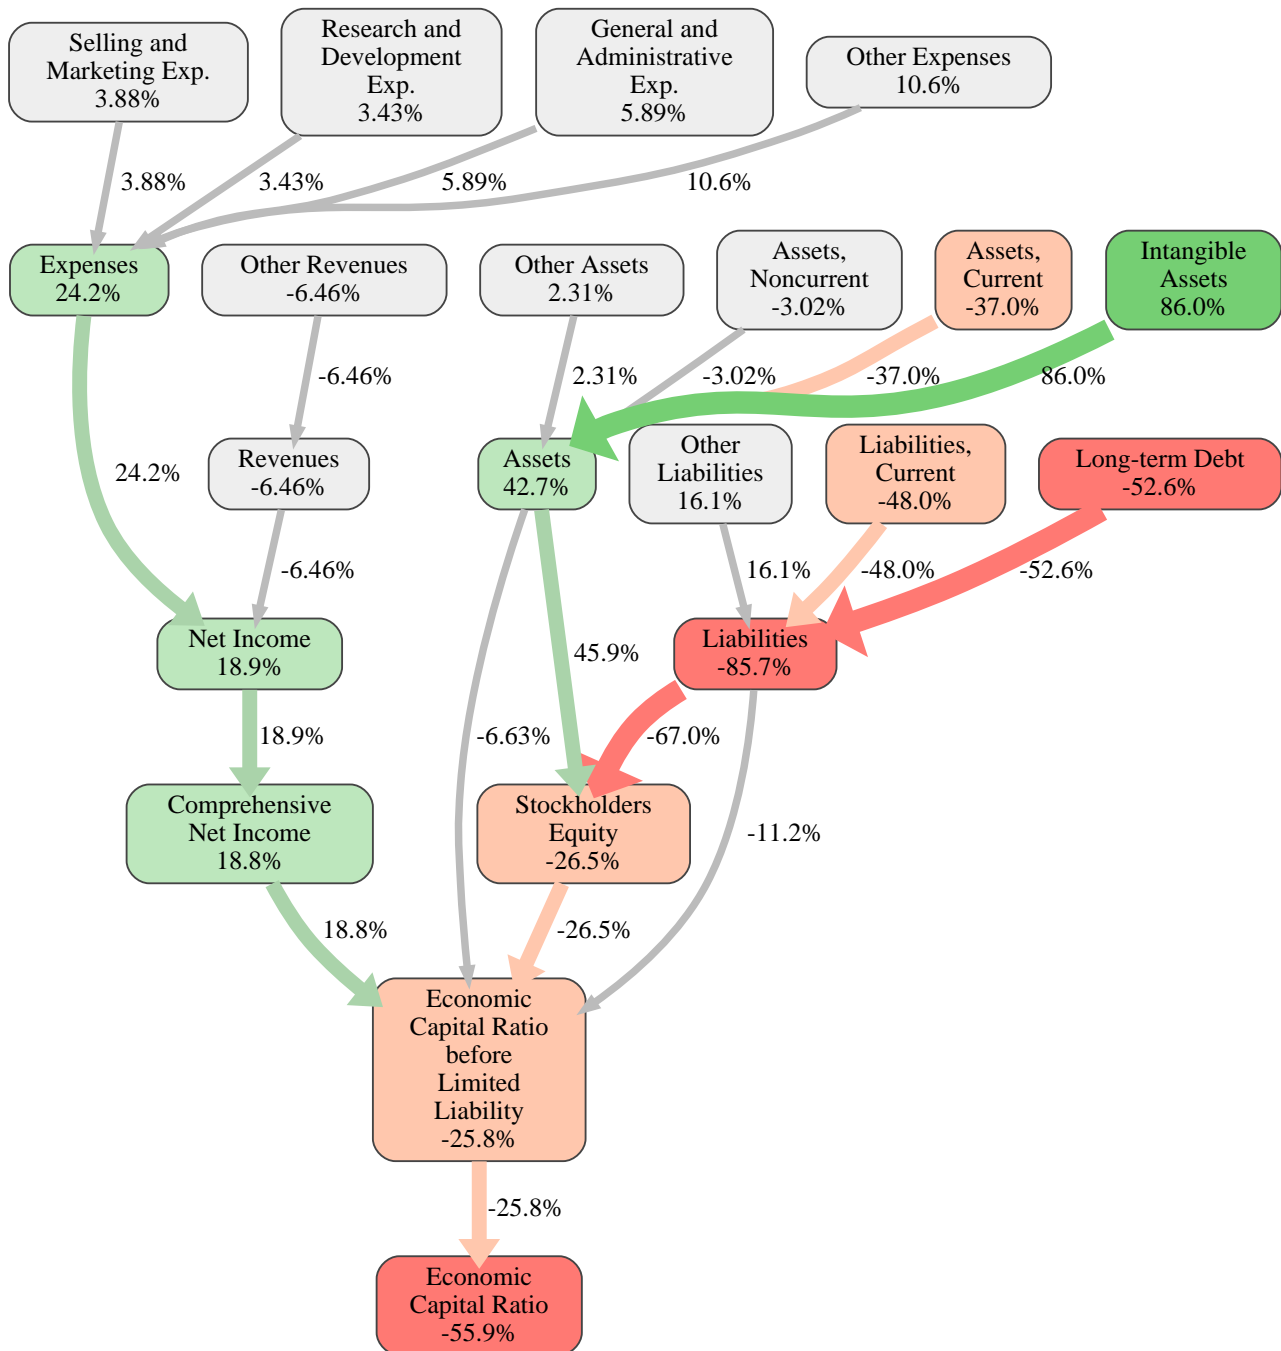 Selling and
Marketing Exp.
3.88%
Research and
Development
Exp.
3.43%
General and
Administrative
Exp.
5.89%
Other Expenses
10.6%
3.88%
3.43%
5.89%
10.6%
Expenses
24.2%
Other Revenues
-6.46%
Other Assets
2.31%
Assets,
Noncurrent
-3.02%
Assets,
Current
-37.0%
Intangible
Assets
86.0%
-6.46%
2.31%
-3.02%
-37.0%
86.0%
24.2%
Revenues
-6.46%
Assets
42.7%
Other
Liabilities
16.1%
Liabilities,
Current
-48.0%
Long-term Debt
-52.6%
-6.46%
16.1%
-48.0%
-52.6%
Net Income
18.9%
45.9%
Liabilities
-85.7%
18.9%
-6.63%
-67.0%
Comprehensive
Net Income
18.8%
Stockholders
Equity
-26.5%
-11.2%
18.8%
-26.5%
Economic
Capital Ratio
before
Limited
Liability
-25.8%
-25.8%
Economic
Capital Ratio
-55.9%